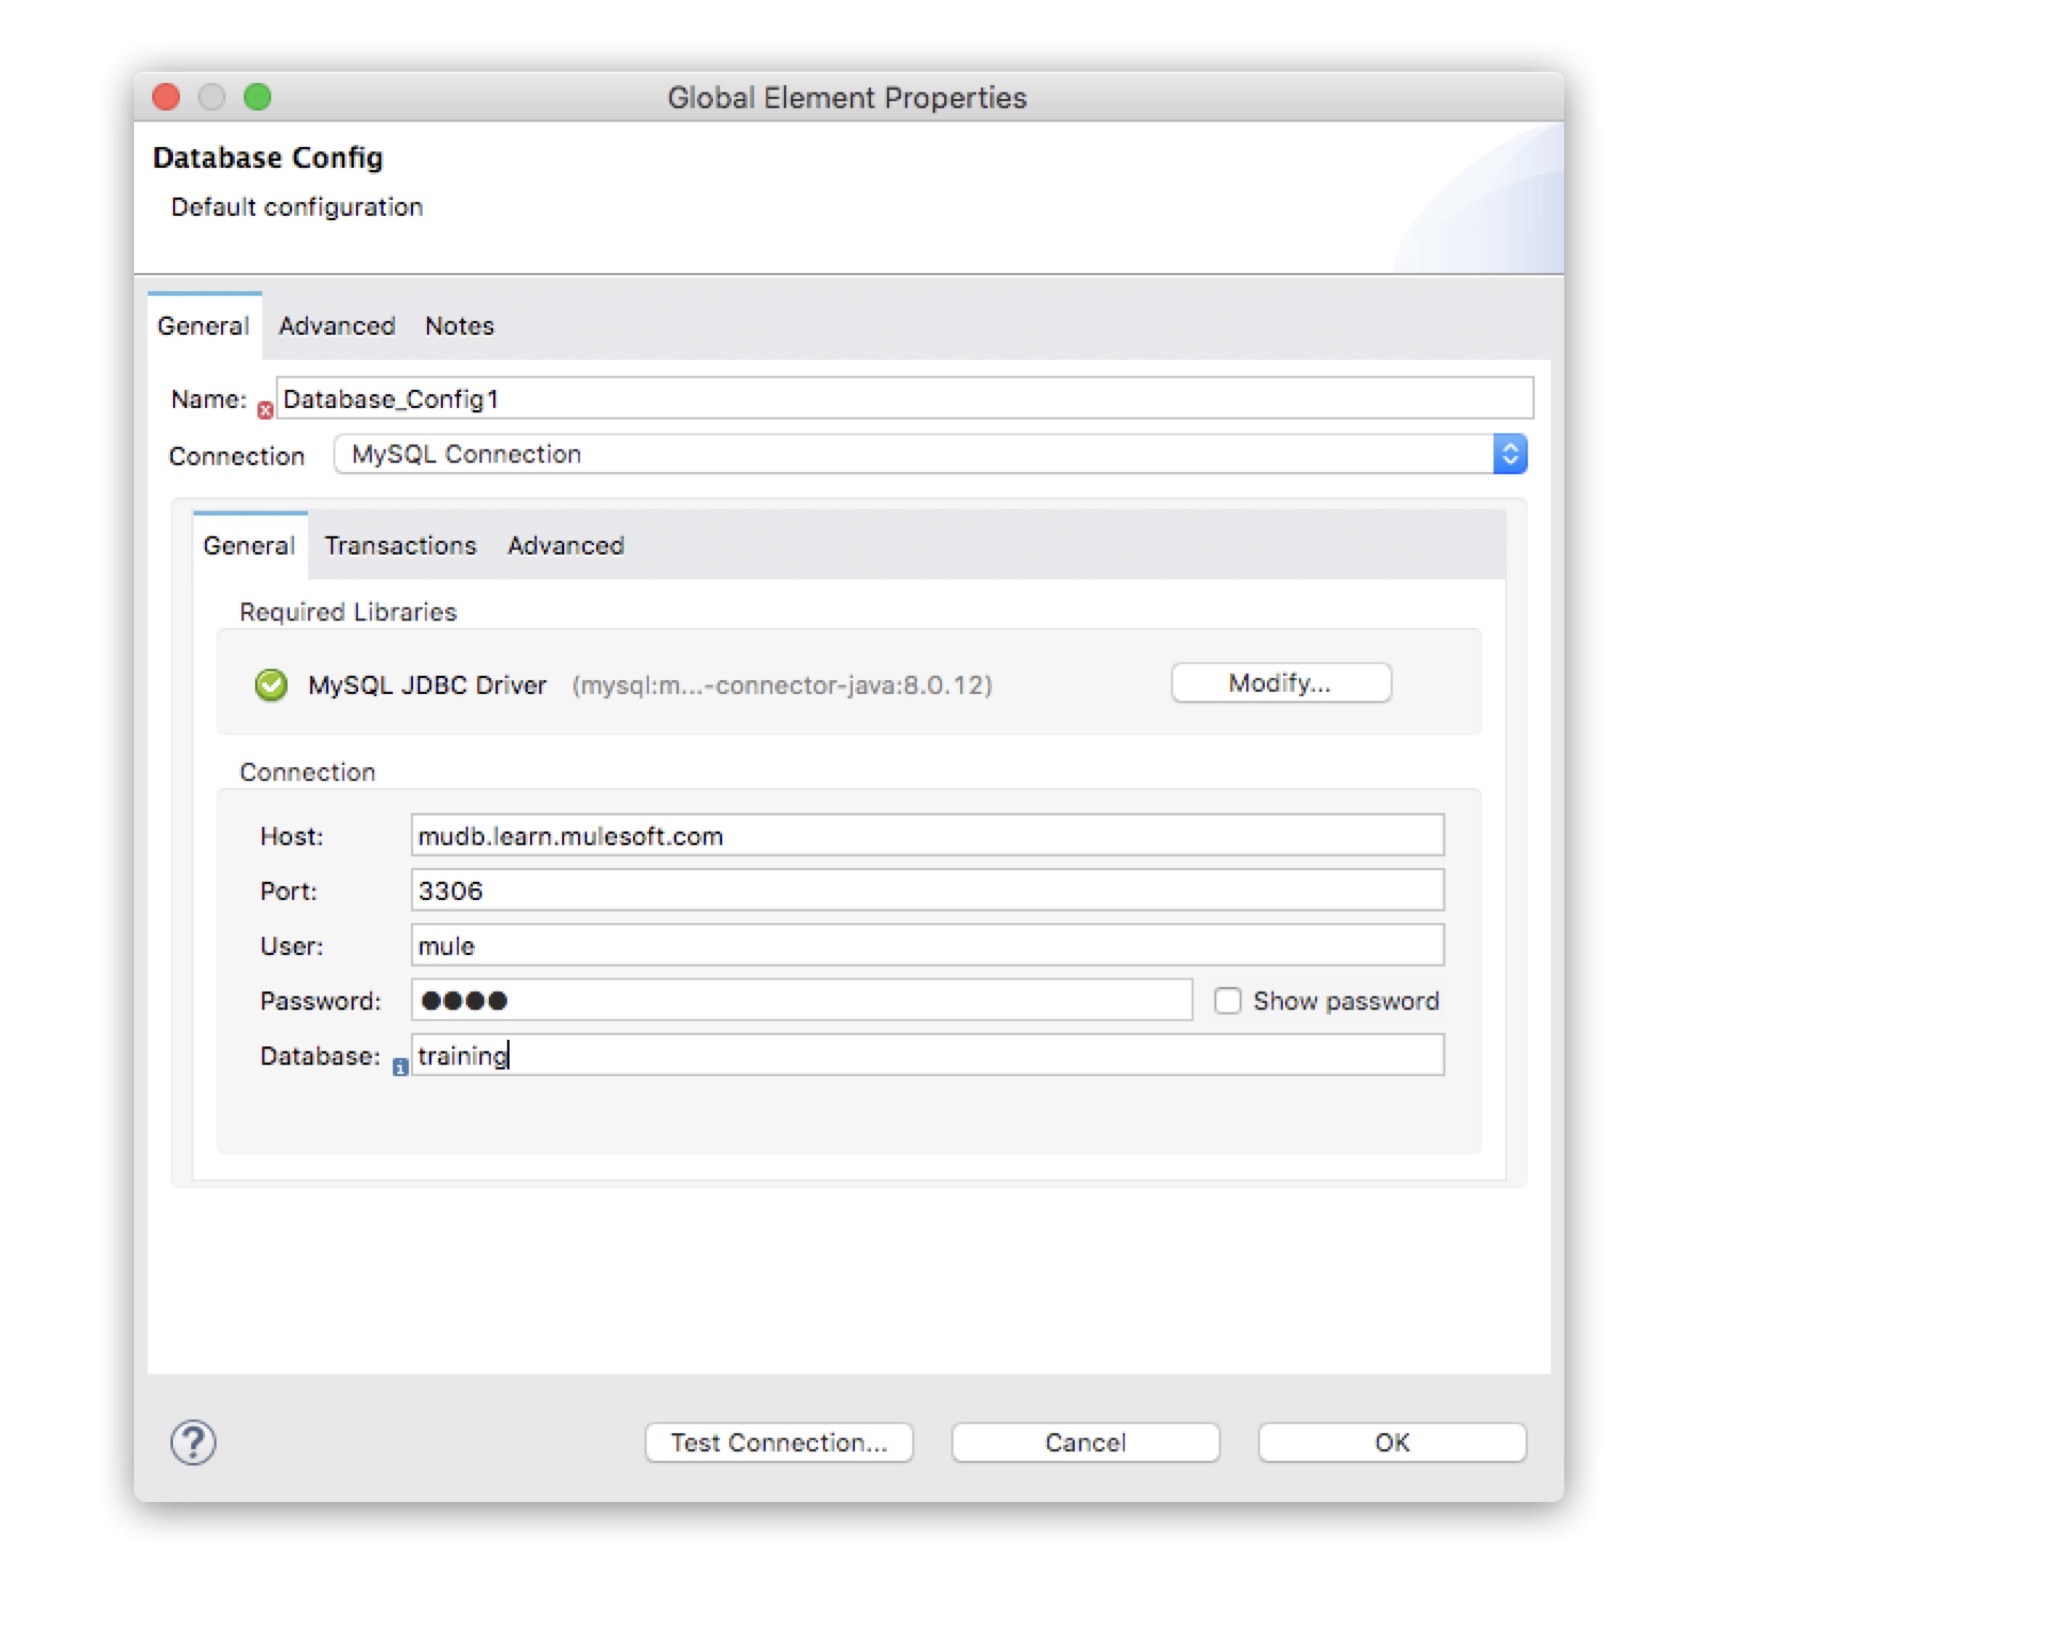 Global Element Properties
Database Config
Default configuration
General Advanced Notes
Name: Database_Config1
Connection MySQL Connection
General Transactions Advanced
Required Libraries
MySQL JDBC Driver (mysql:m...-connector-java:8.0.12) Modify...
Connection
Host: mudb.learn.mulesoft.com
Port: 3306
User: mule
Password: ●●●● Show password
Database: training
? Test Connection... Cancel OK